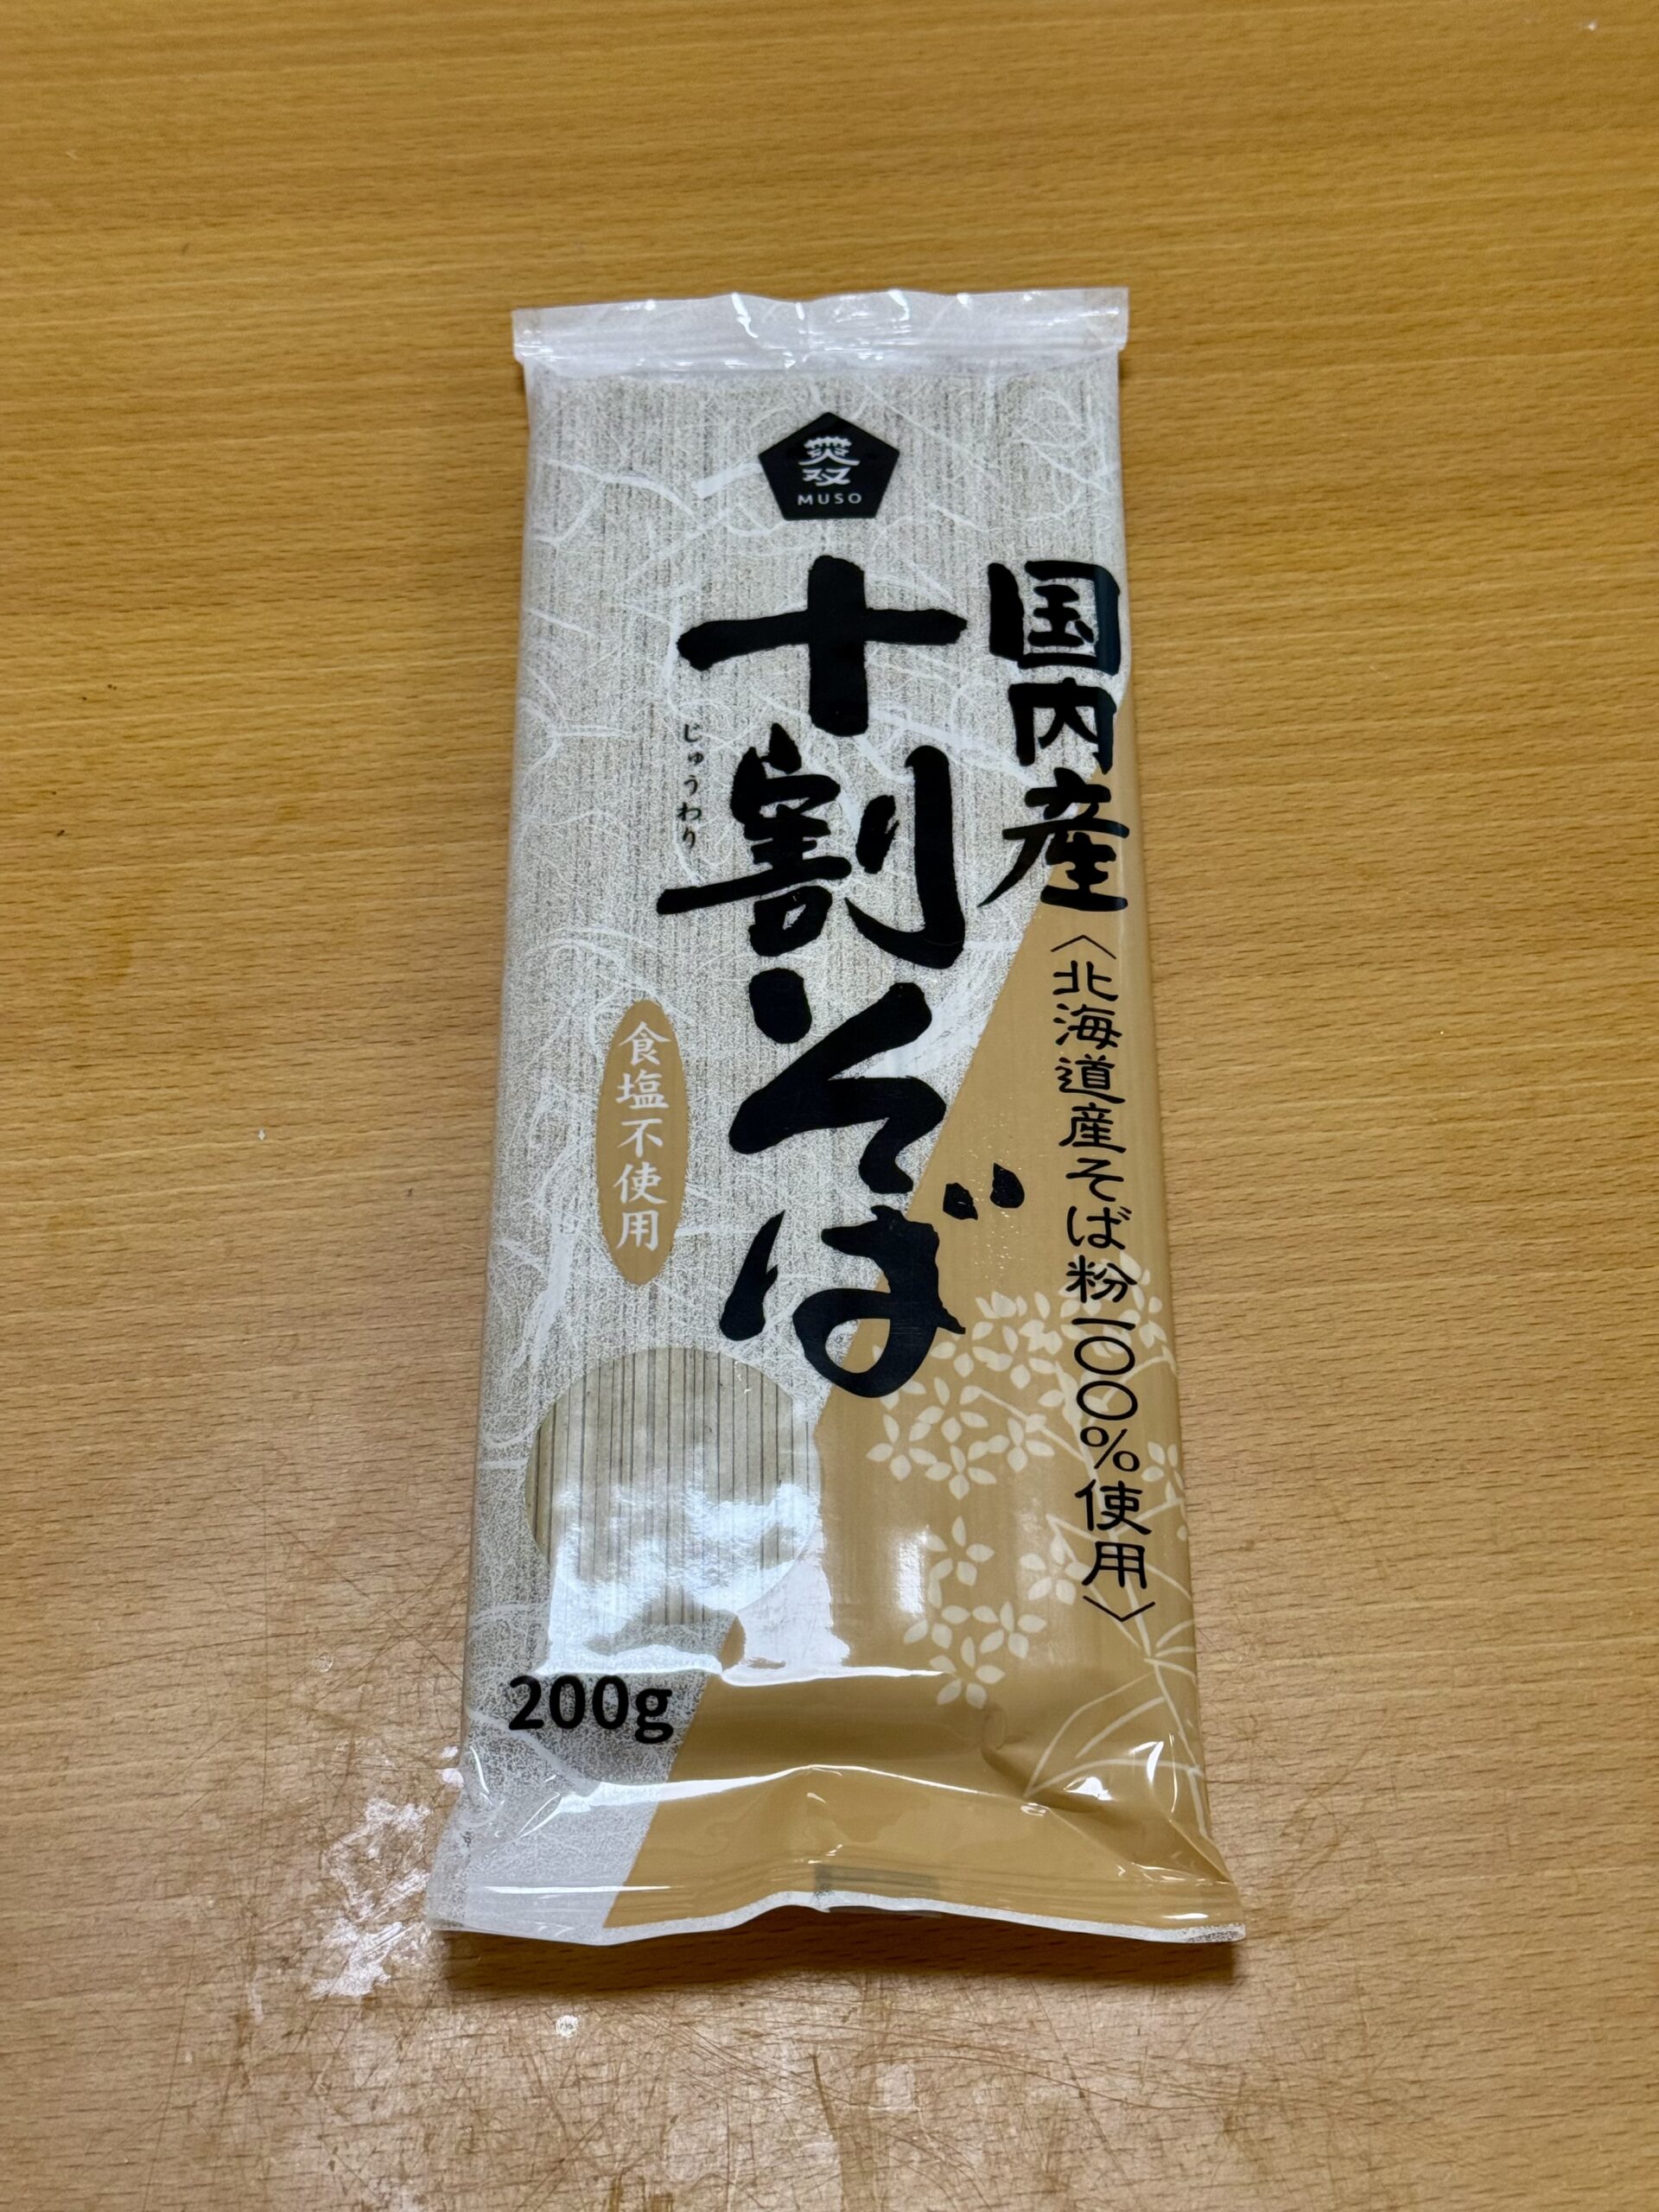 MUSO
国内産
〈北海道産そば粉一〇〇%使用〉
十割そば
じゅうわり
食塩不使用
200g